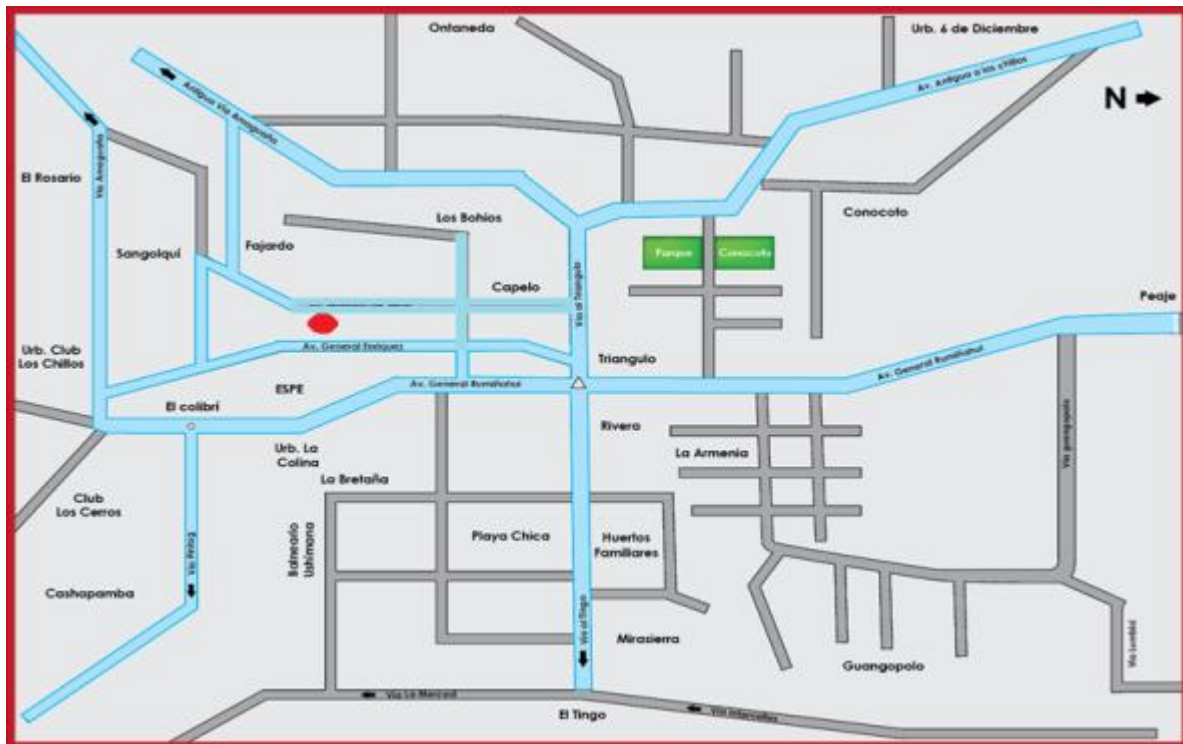 Ontaneda
Urb. 6 de Diciembre
Av. Antigua a los chillos
Antigua Vía Amaguaña
N
Vía Amaguaña
El Rosario
Los Bohios
Conocoto
Sangolquí
Fajardo
Parque
Conocoto
Vía al Triangulo
Capelo
Peaje
Urb. Club
Los Chillos
Av. General Enriquez
Triangulo
Av. General Rumiñahui
Av. General Rumiñahui
ESPE
El colibrí
Rivera
Urb. La
Colina
La Armenia
Vía guangopolo
La Bretaña
Club
Los Cerros
Playa Chica
Huertos
Familiares
Balneario
Ushimana
Vía Pintag
Cashapamba
Vía al Tingo
Mirasierra
Guangopolo
Vía La Merced
El Tingo
Vía Intervalles